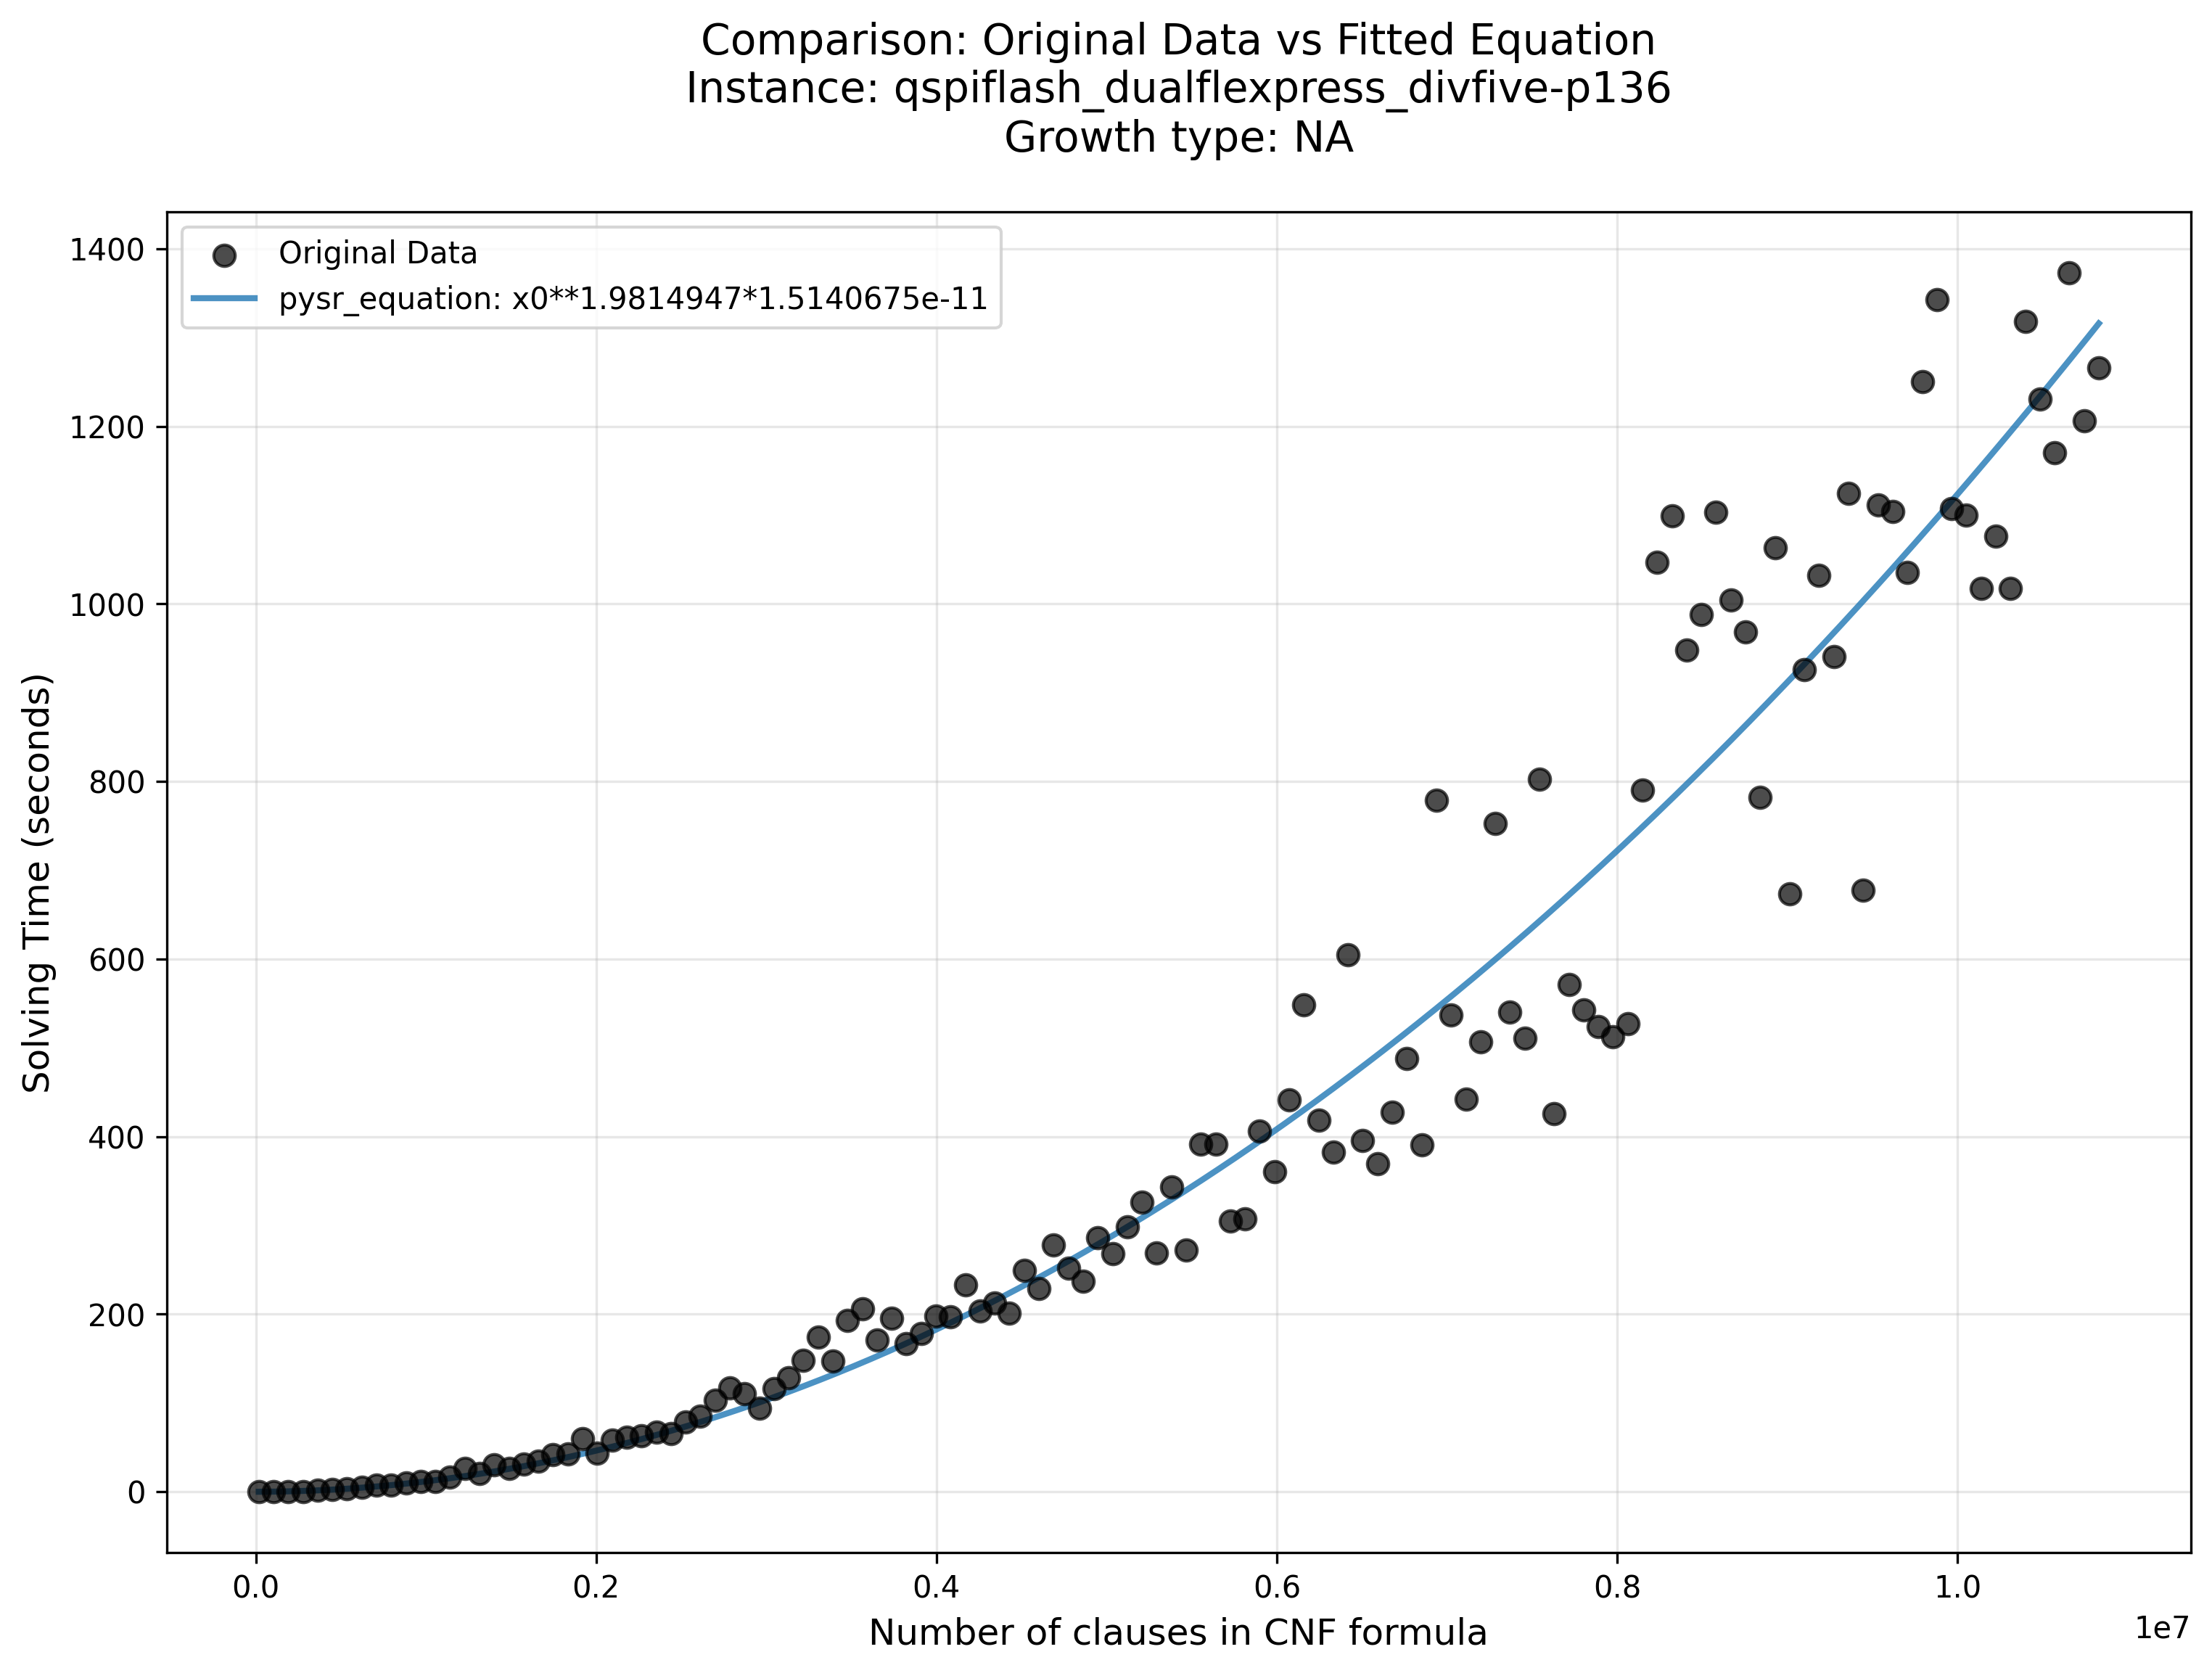 Comparison: Original Data vs Fitted Equation
Instance: qspiflash_dualflexpress_divfive-p136
Growth type: NA
Original Data
pysr_equation: x0**1.9814947*1.5140675e-11
1400
1200
1000
800
600
400
200
0
Solving Time (seconds)
0.0 0.2 0.4 0.6 0.8 1.0
1e7
Number of clauses in CNF formula